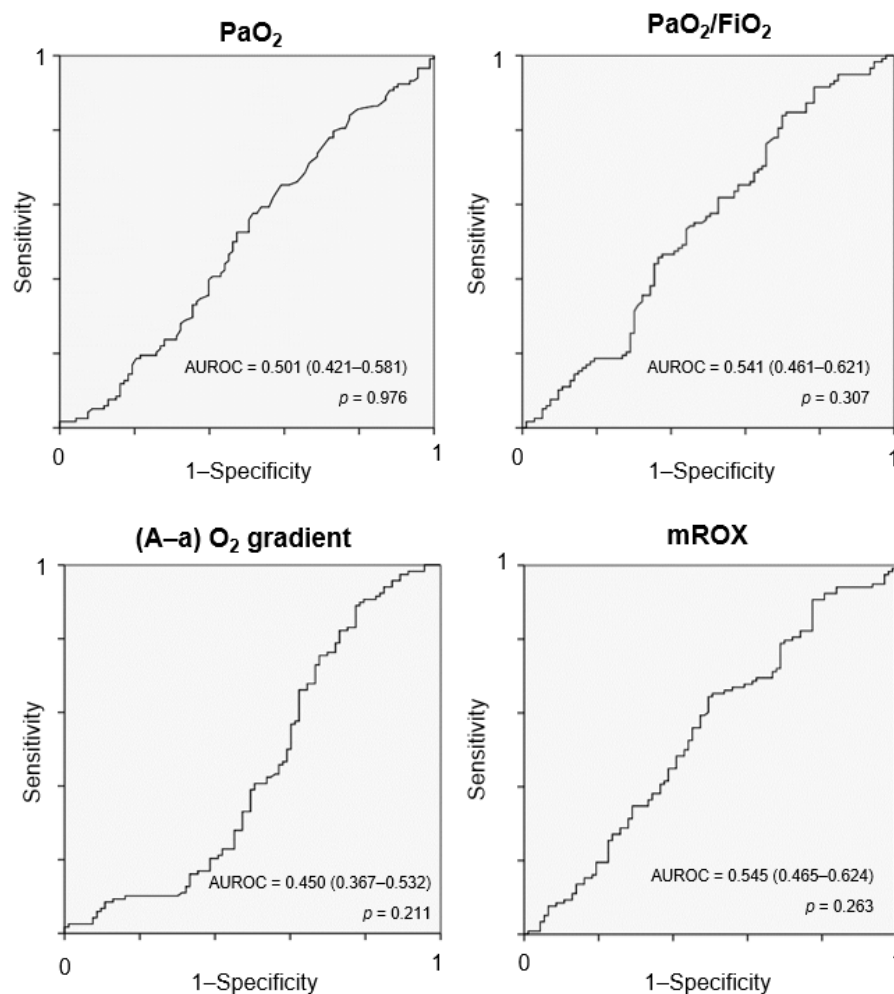 PaO₂
1
Sensitivity
AUROC = 0.501 (0.421–0.581)
p = 0.976
0
1
1–Specificity
PaO₂/FiO₂
1
Sensitivity
AUROC = 0.541 (0.461–0.621)
p = 0.307
0
1
1–Specificity
(A–a) O₂ gradient
1
Sensitivity
AUROC = 0.450 (0.367–0.532)
p = 0.211
0
1
1–Specificity
mROX
1
Sensitivity
AUROC = 0.545 (0.465–0.624)
p = 0.263
0
1–Specificity